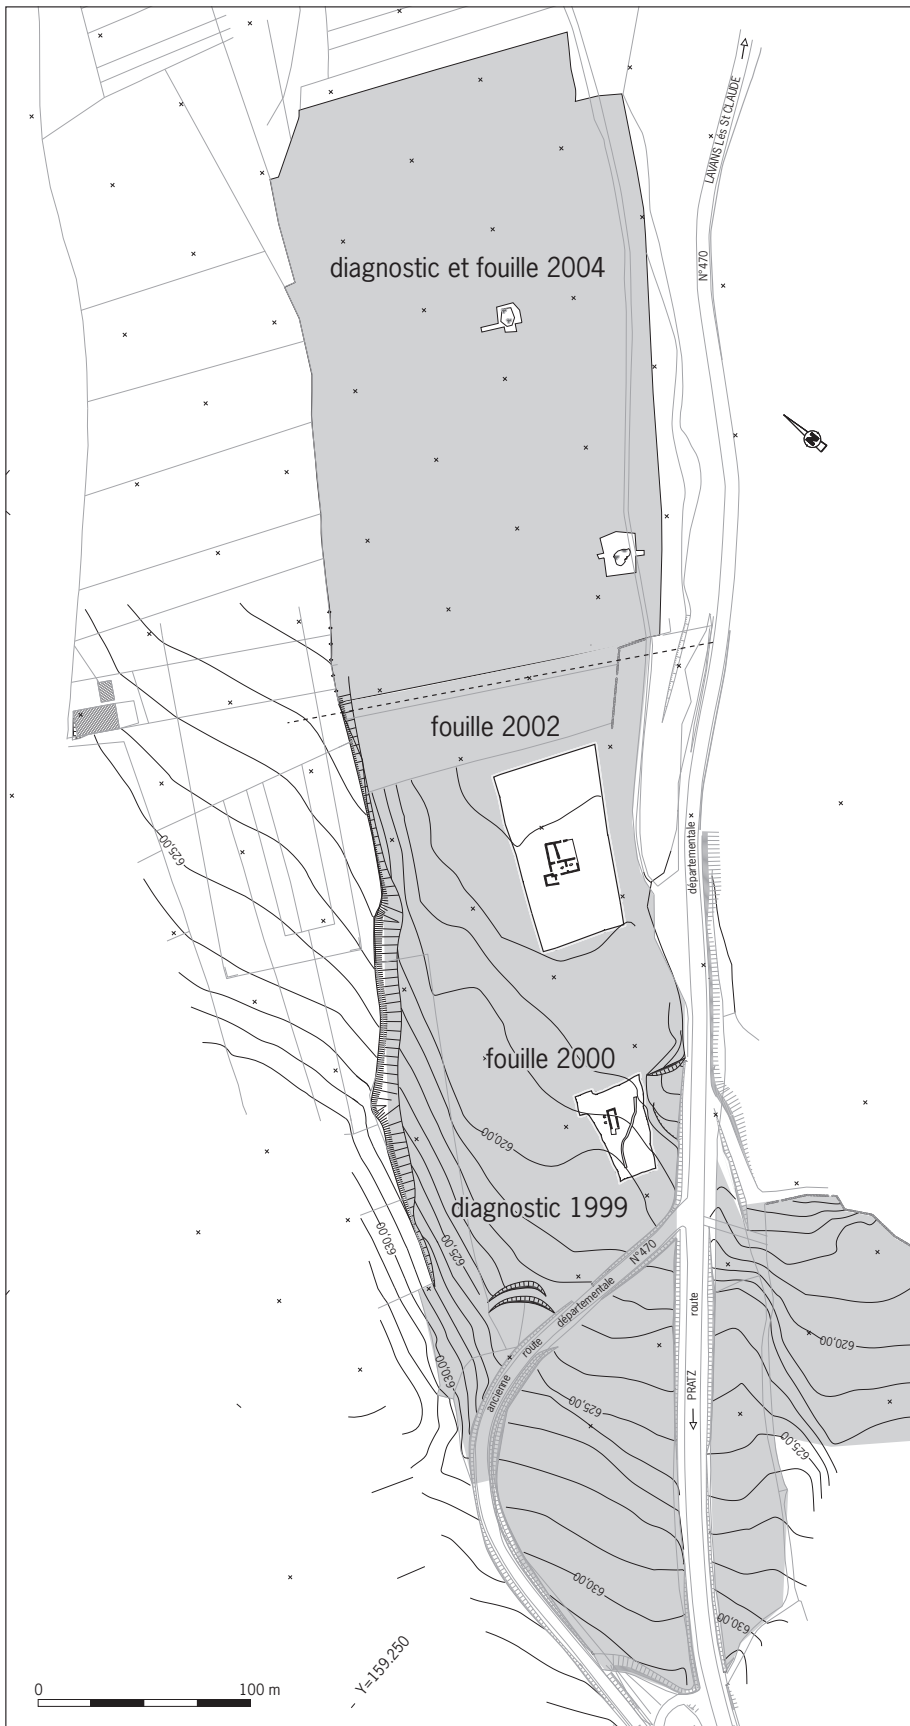 LAVANS Lés St CLAUDE
N°470
diagnostic et fouille 2004
N
fouille 2002
625,00
départementale
fouille 2000
620,00
diagnostic 1999
630,00
625,00
N°470
départementale
route
ancienne
route
620,00
630,00
PRATZ
625,00
625,00
630,00
630,00
Y=159,250
0 100 m